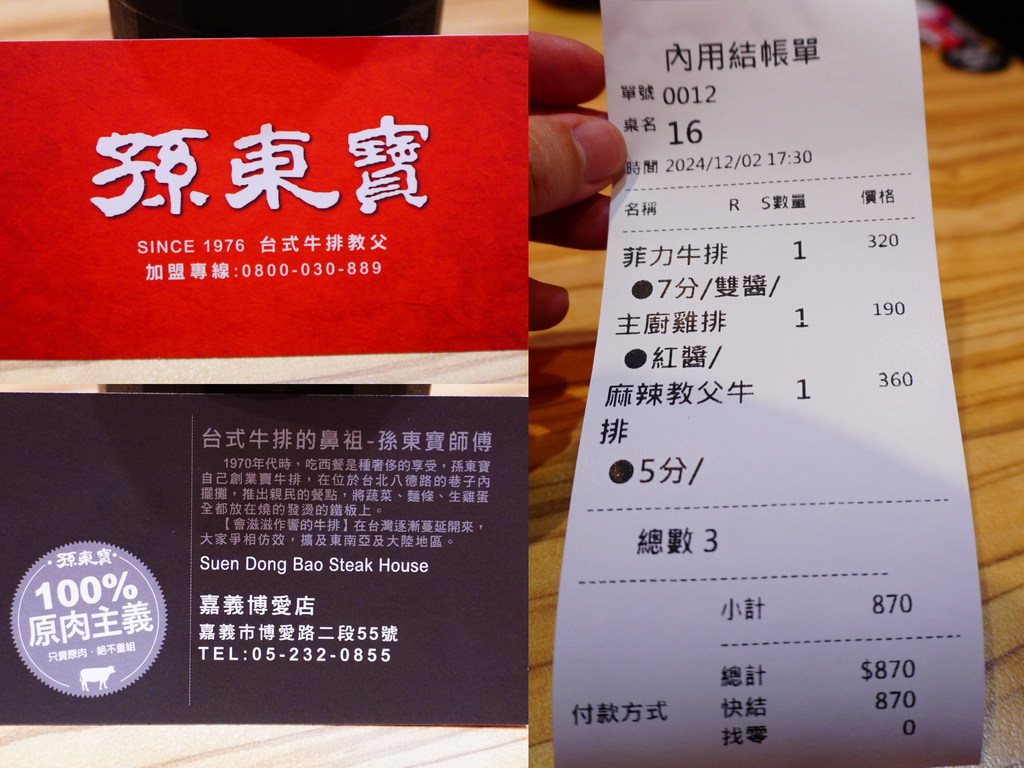 孫東寶
SINCE 1976 台式牛排教父
加盟專線:0800-030-889
台式牛排的鼻祖-孫東寶師傅
1970年代時，吃西餐是種奢侈的享受，孫東寶
自己創業賣牛排，在位於台北八德路的巷子內
擺攤，推出親民的餐點，將蔬菜、麵條、生雞蛋
全都放在燒的發燙的鐵板上。
【會滋滋作響的牛排】在台灣逐漸蔓延開來，
大家爭相仿效，擴及東南亞及大陸地區。
Suen Dong Bao Steak House
嘉義博愛店
嘉義市博愛路二段55號
TEL:05-232-0855
·孫東寶·
100%
原肉主義
只賣原肉·絕不重組
內用結帳單
單號 0012
桌名 16
時間 2024/12/02 17:30
名稱 R S數量 價格
菲力牛排 1 320
●7分/雙醬/
主廚雞排 1 190
●紅醬/
麻辣教父牛 1 360
排
●5分/
總數 3
小計 870
總計 $870
付款方式 快結 870
找零 0